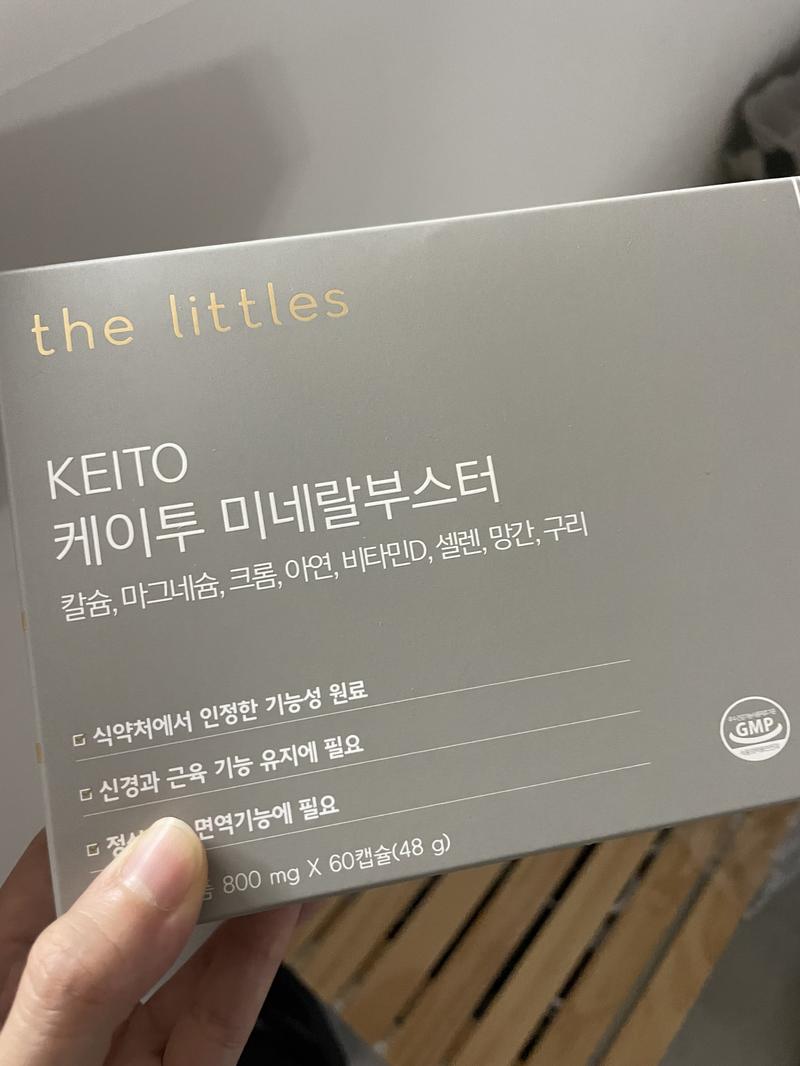 the littles
KEITO
케이투 미네랄부스터
칼슘, 마그네슘, 크롬, 아연, 비타민D, 셀렌, 망간, 구리
식약처에서 인정한 기능성 원료
신경과 근육 기능 유지에 필요
면역기능에 필요
800 mg X 60캡슐(48 g)
GMP